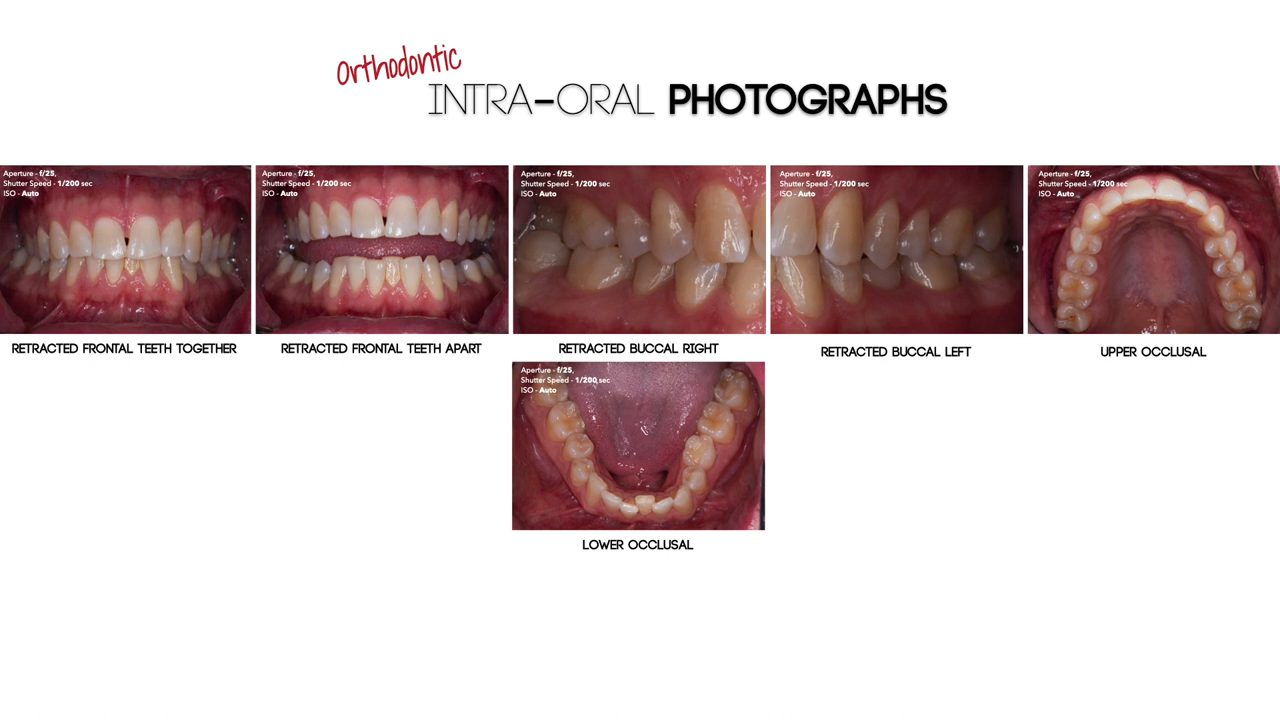 Orthodontic
INTRA-ORAL PHOTOGRAPHS
Aperture - f/25,
Shutter Speed - 1/200 sec
ISO - Auto
Aperture - f/25,
Shutter Speed - 1/200 sec
ISO - Auto
Aperture - f/25,
Shutter Speed - 1/200 sec
ISO - Auto
Aperture - f/25,
Shutter Speed - 1/200 sec
ISO - Auto
Aperture - f/25,
Shutter Speed - 1/200 sec
ISO - Auto
RETRACTED FRONTAL TEETH TOGETHER
RETRACTED FRONTAL TEETH APART
RETRACTED BUCCAL RIGHT
RETRACTED BUCCAL LEFT
UPPER OCCLUSAL
Aperture - f/25,
Shutter Speed - 1/200 sec
ISO - Auto
LOWER OCCLUSAL